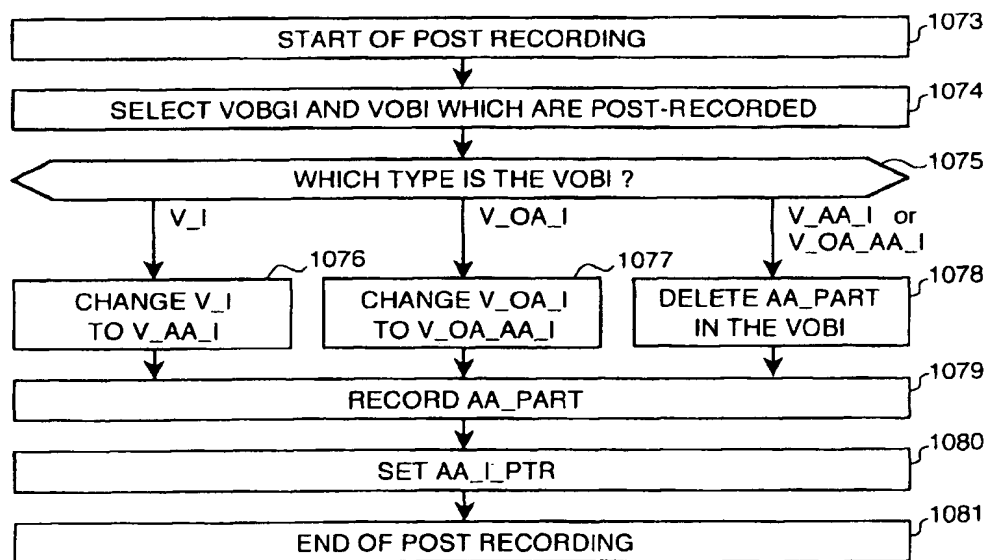 START OF POST RECORDING
1073
SELECT VOBGI AND VOBI WHICH ARE POST-RECORDED
1074
WHICH TYPE IS THE VOBI ?
1075
V_I
V_OA_I
V_AA_I or
V_OA_AA_I
1076
1077
1078
CHANGE V_I
TO V_AA_I
CHANGE V_OA_I
TO V_OA_AA_I
DELETE AA_PART
IN THE VOBI
1079
RECORD AA_PART
1080
SET AA_I_PTR
1081
END OF POST RECORDING